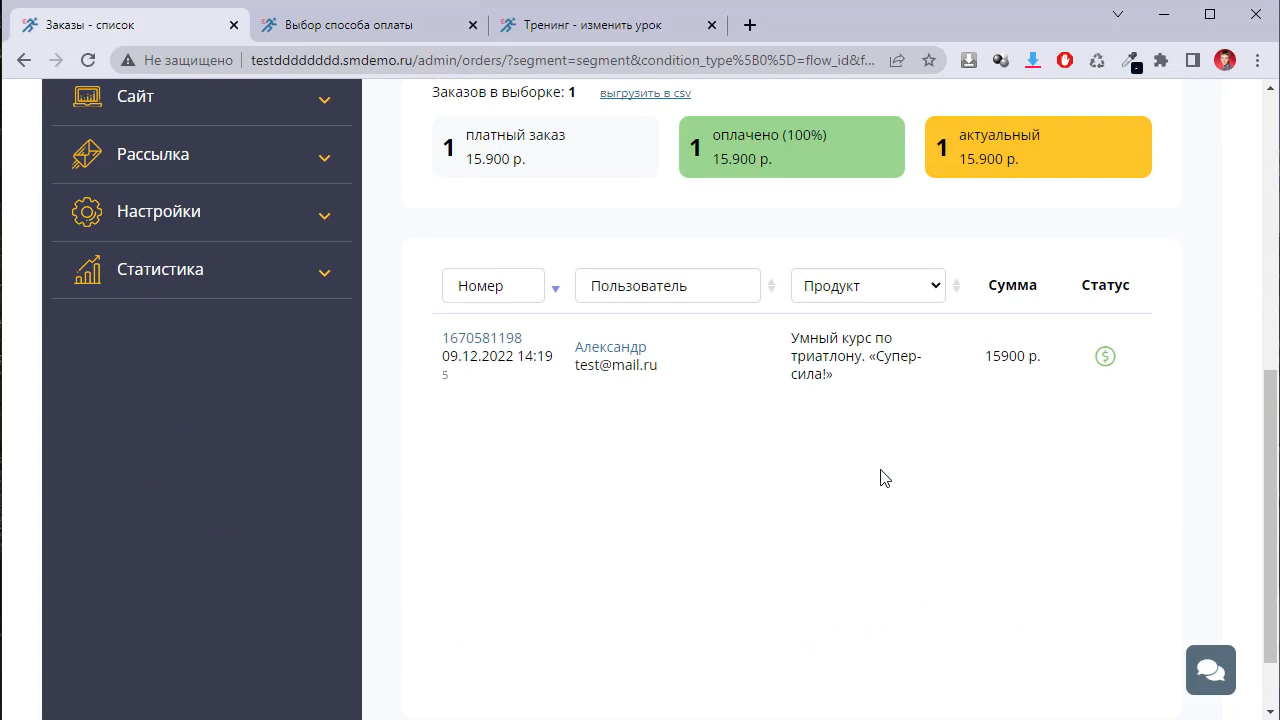 Заказы - список
Выбор способа оплаты
Тренинг - изменить урок
Не защищено
testdddddddd.smdemo.ru/admin/orders/?segment=segment&condition_type%5B0%5D=flow_id&f...
Сайт
Рассылка
Настройки
Статистика
Заказов в выборке: 1
выгрузить в csv
1 платный заказ
15.900 р.
1 оплачено (100%)
15.900 р.
1 актуальный
15.900 р.
Номер
Пользователь
Продукт
Сумма
Статус
1670581198
09.12.2022 14:19
5
Александр
test@mail.ru
Умный курс по
триатлону. «Супер-
сила!»
15900 р.